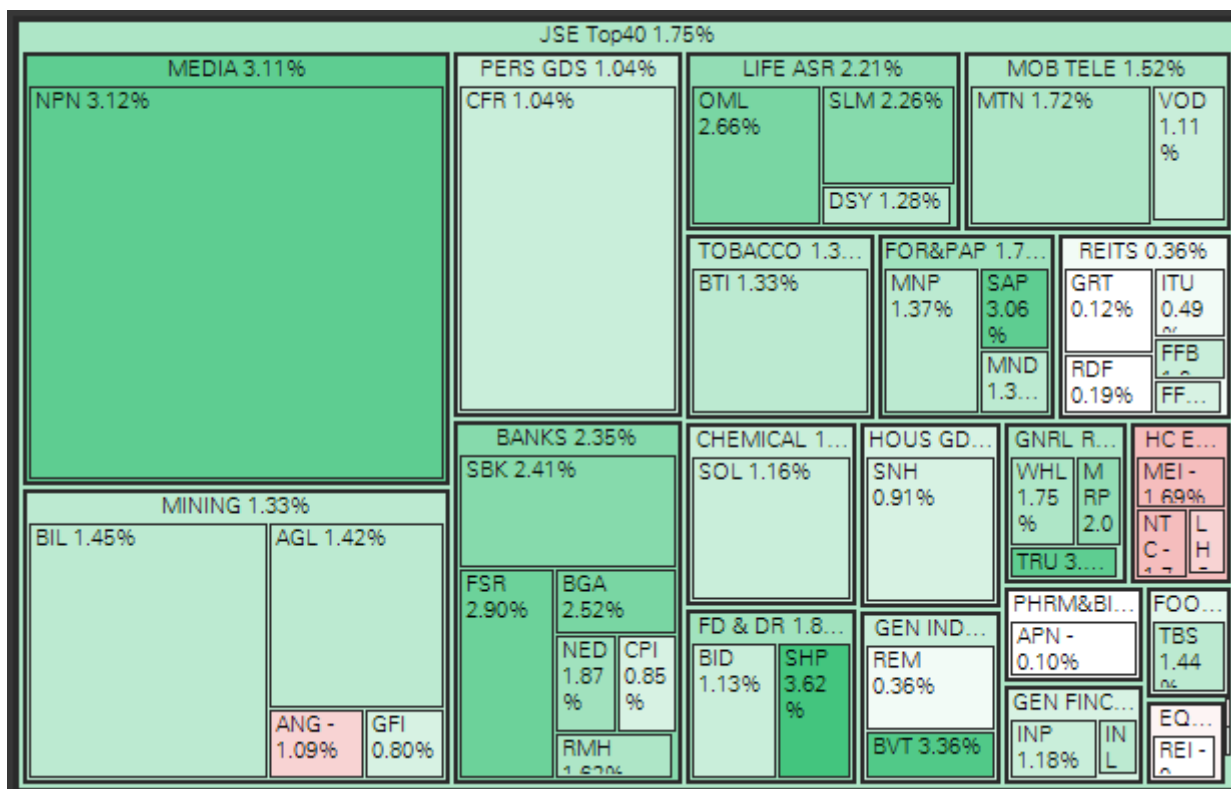 JSE Top40 1.75%
MEDIA 3.11%
NPN 3.12%
PERS GDS 1.04%
CFR 1.04%
LIFE ASR 2.21%
OML
2.66%
SLM 2.26%
DSY 1.28%
MOB TELE 1.52%
MTN 1.72%
VOD
1.11
%
TOBACCO 1.3...
BTI 1.33%
FOR&PAP 1.7...
MNP
1.37%
SAP
3.06
%
MND
1.3...
REITS 0.36%
GRT
0.12%
RDF
0.19%
ITU
0.49
FFB
FF...
MINING 1.33%
BIL 1.45%
AGL 1.42%
ANG -
1.09%
GFI
0.80%
BANKS 2.35%
SBK 2.41%
FSR
2.90%
BGA
2.52%
NED
1.87
%
CPI
0.85
%
RMH
1.62%
CHEMICAL 1...
SOL 1.16%
HOUS GD...
SNH
0.91%
GNRL R...
WHL
1.75
%
M
RP
2.0
TRU 3....
HC E...
MEI -
1.69%
NT
C -
L
H
FD & DR 1.8...
BID
1.13%
SHP
3.62
%
GEN IND...
REM
0.36%
BVT 3.36%
PHRM&BI...
APN -
0.10%
FOO...
TBS
1.44
%
GEN FINC...
INP
1.18%
IN
L
EQ...
REI -